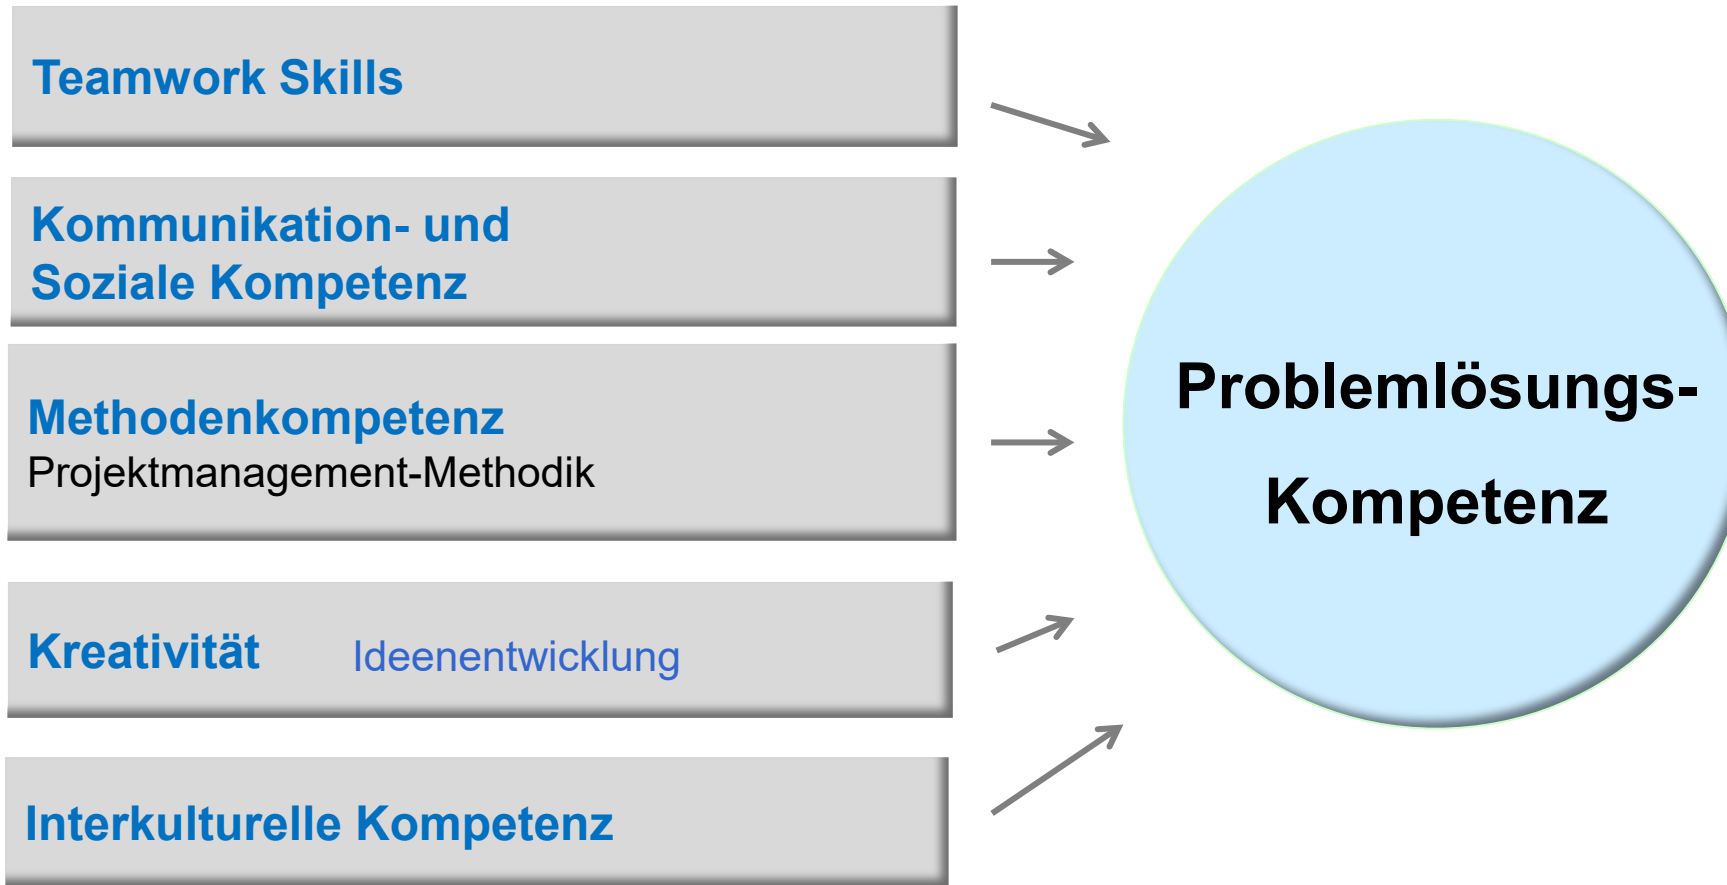 Teamwork Skills
Kommunikation- und
Soziale Kompetenz
Methodenkompetenz
Projektmanagement-Methodik
Kreativität Ideenentwicklung
Interkulturelle Kompetenz
Problemlösungs-
Kompetenz